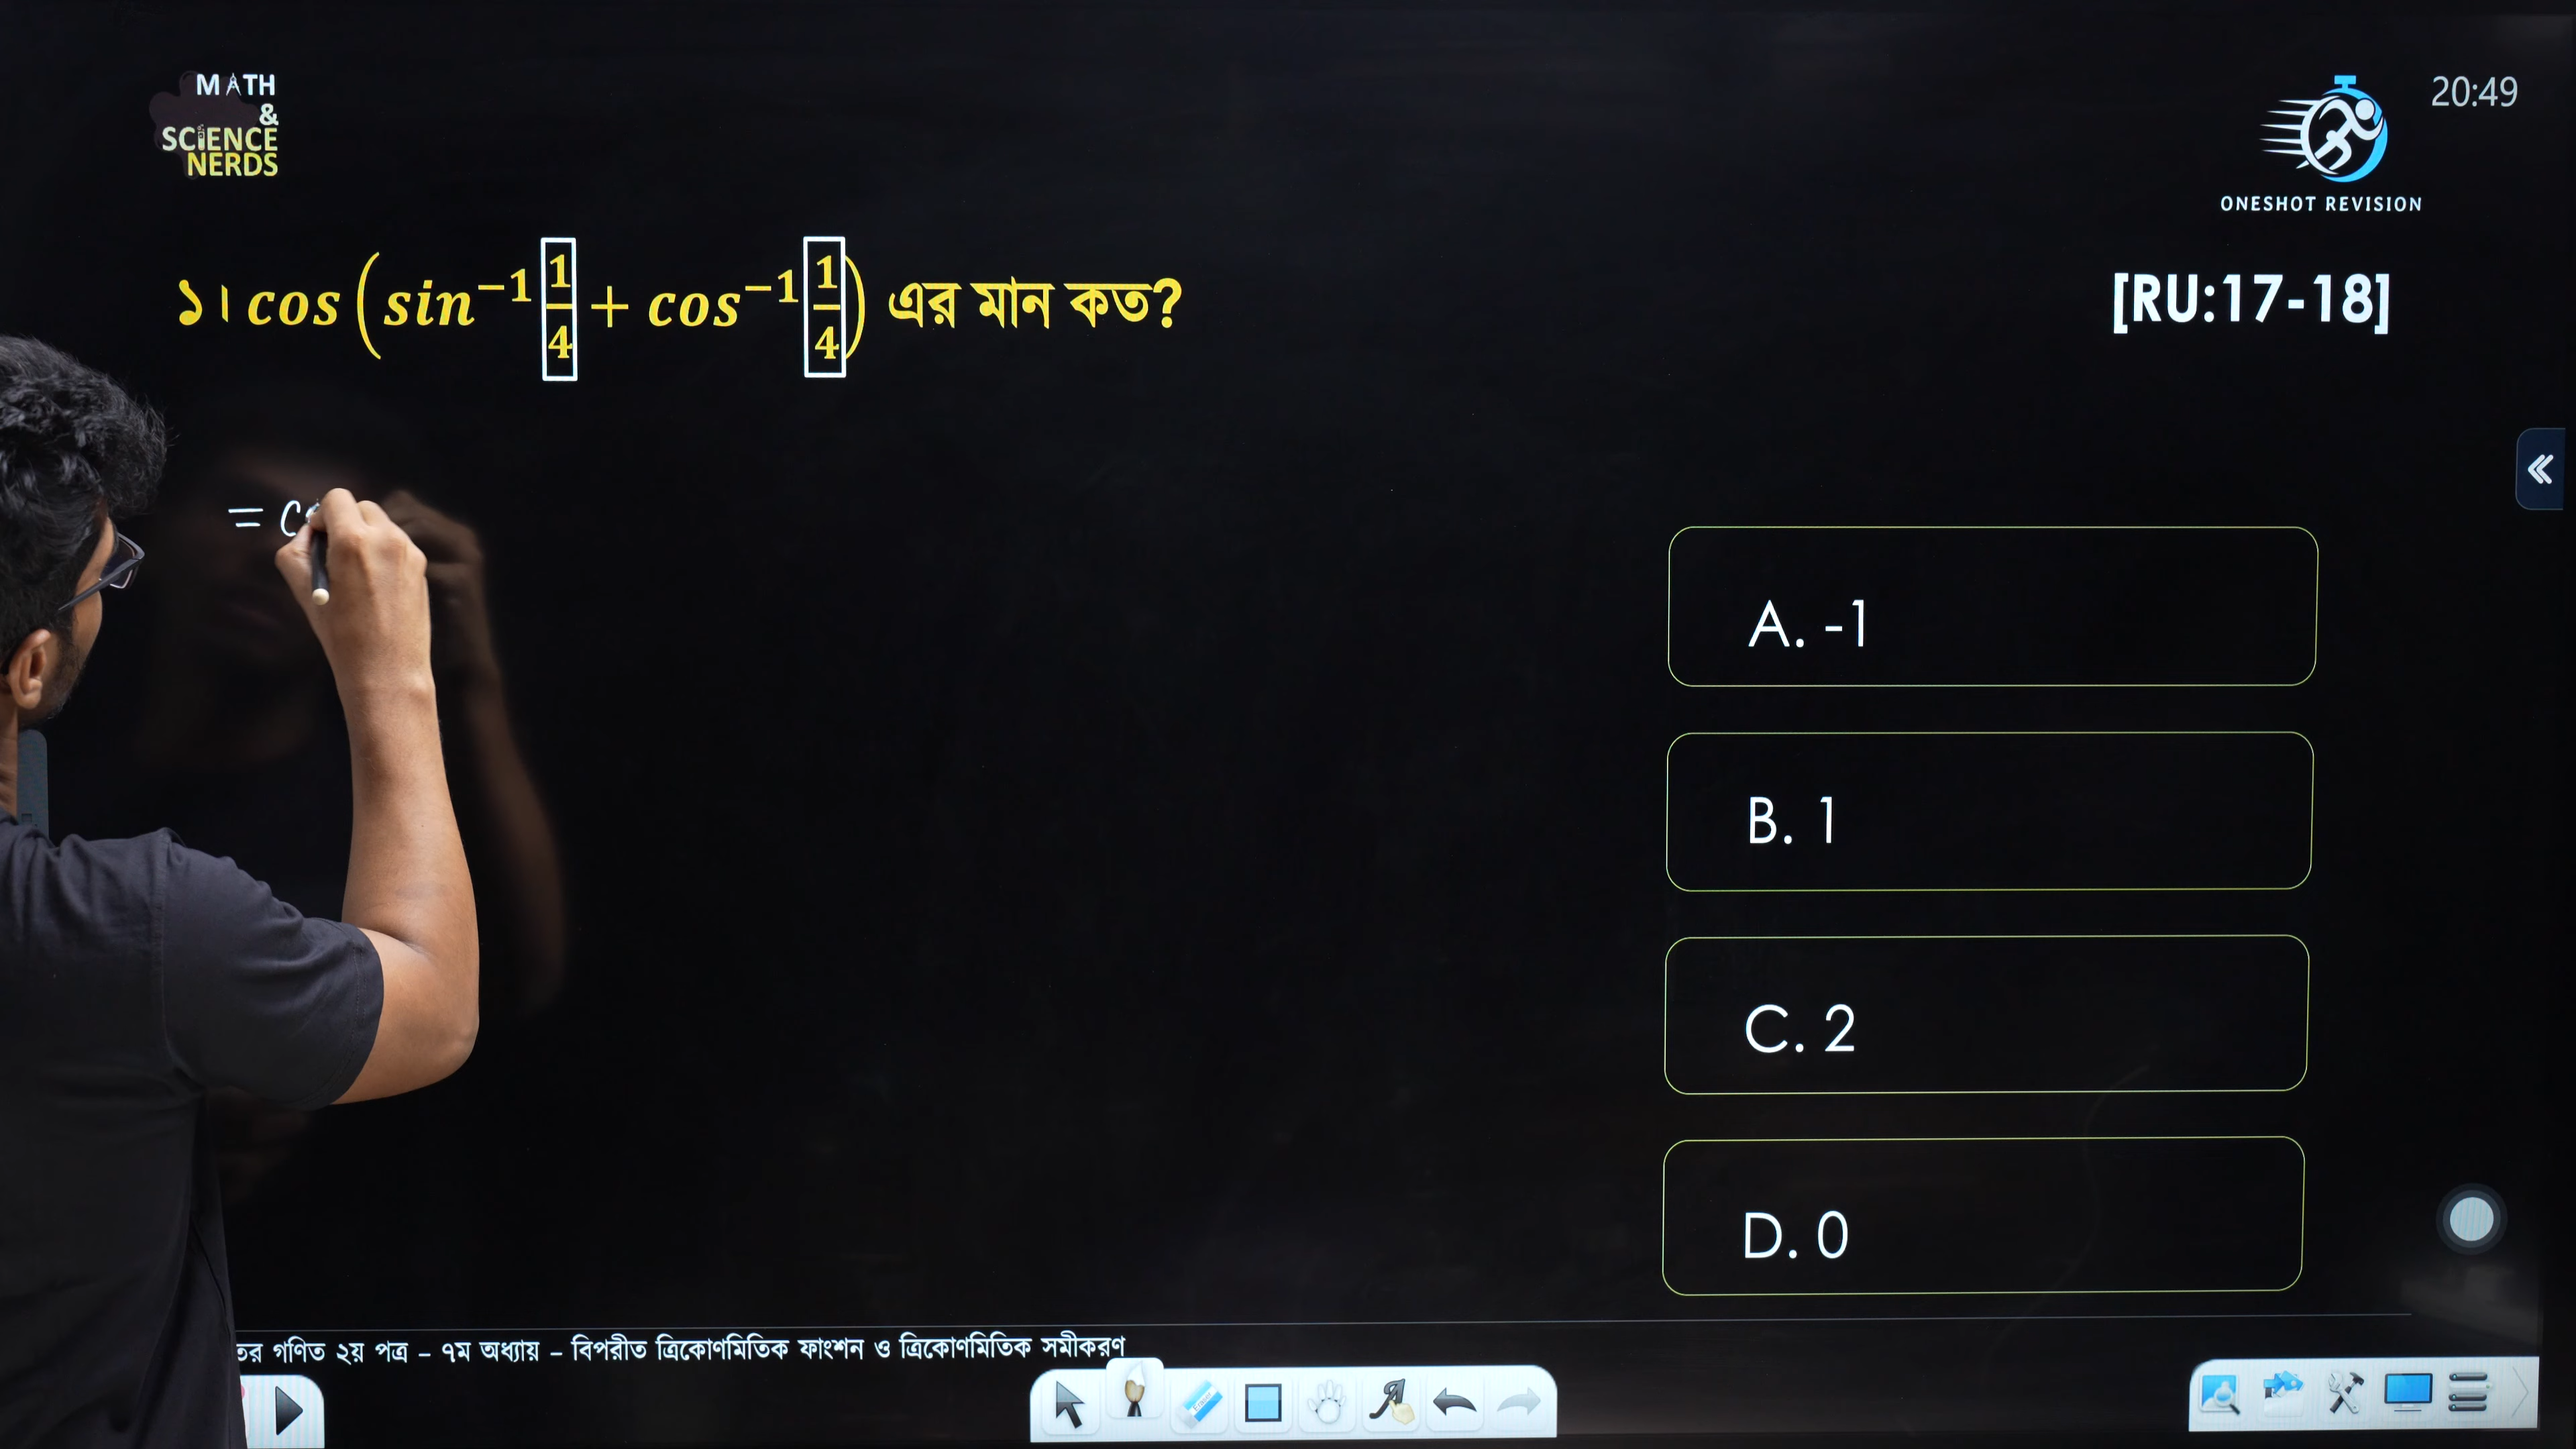 MATH
&
SCIENCE
NERDS
20:49
ONESHOT REVISION
১। cos(sin⁻¹ 1/4 + cos⁻¹ 1/4) এর মান কত?
[RU:17-18]
= co
A. -1
B. 1
C. 2
D. 0
গণিত ২য় পত্র – ৭ম অধ্যায় – বিপরীত ত্রিকোণমিতিক ফাংশন ও ত্রিকোণমিতিক সমীকরণ